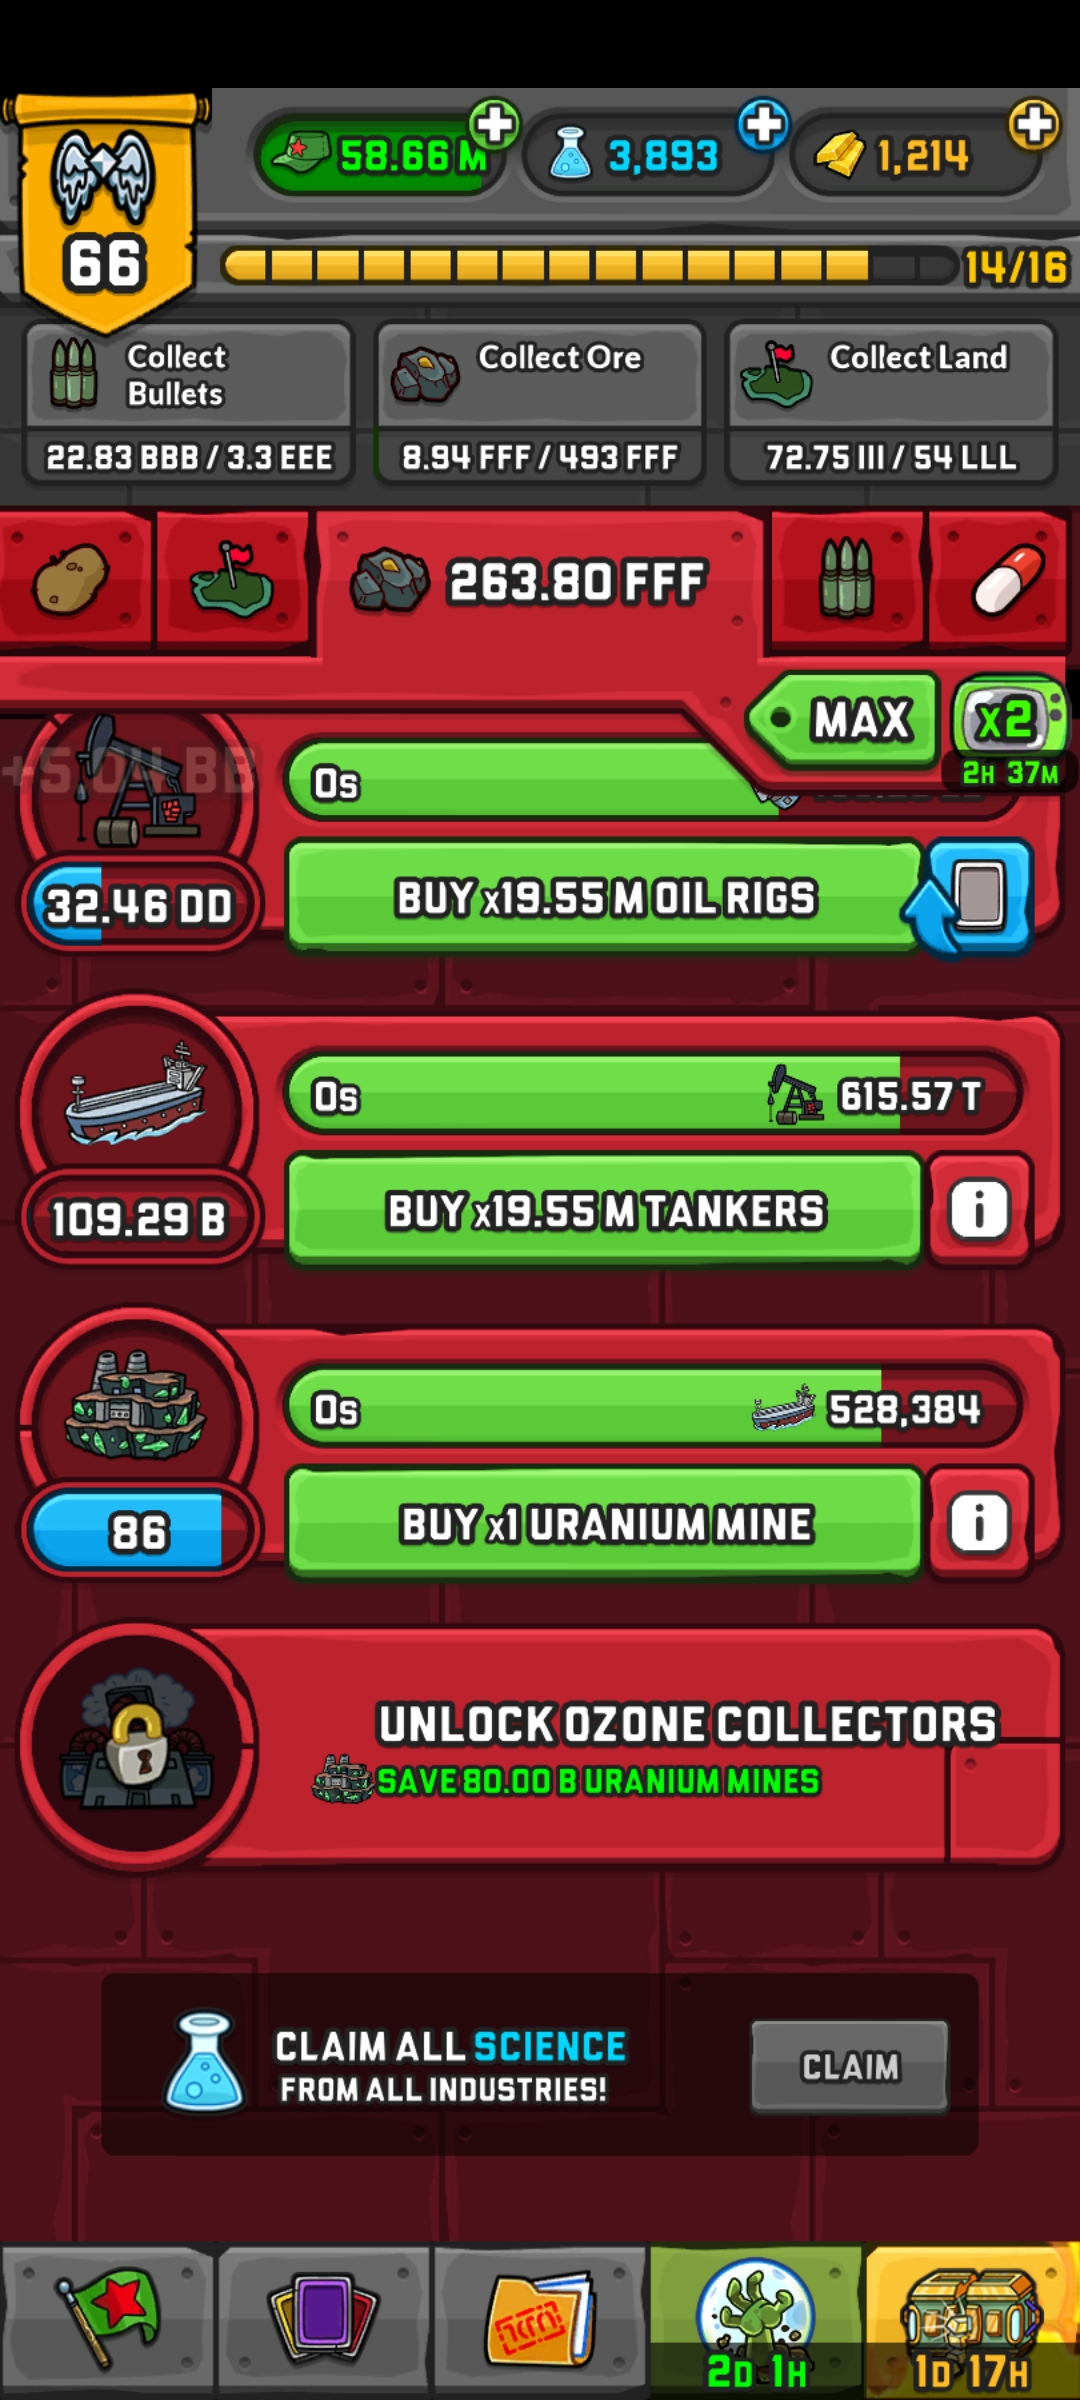 58.66 M
3,893
1,214
66
14/16
Collect
Bullets
Collect Ore
Collect Land
22.83 BBB / 3.3 EEE
8.94 FFF / 493 FFF
72.75 III / 54 LLL
263.80 FFF
MAX
x2
2H 37M
+5.04 BB
0s
32.46 DD
BUY x19.55 M OIL RIGS
0s
615.57 T
109.29 B
BUY x19.55 M TANKERS
i
0s
528,384
86
BUY x1 URANIUM MINE
i
UNLOCK OZONE COLLECTORS
SAVE 80.00 B URANIUM MINES
CLAIM ALL SCIENCE
FROM ALL INDUSTRIES!
CLAIM
2D 1H
1D 17H